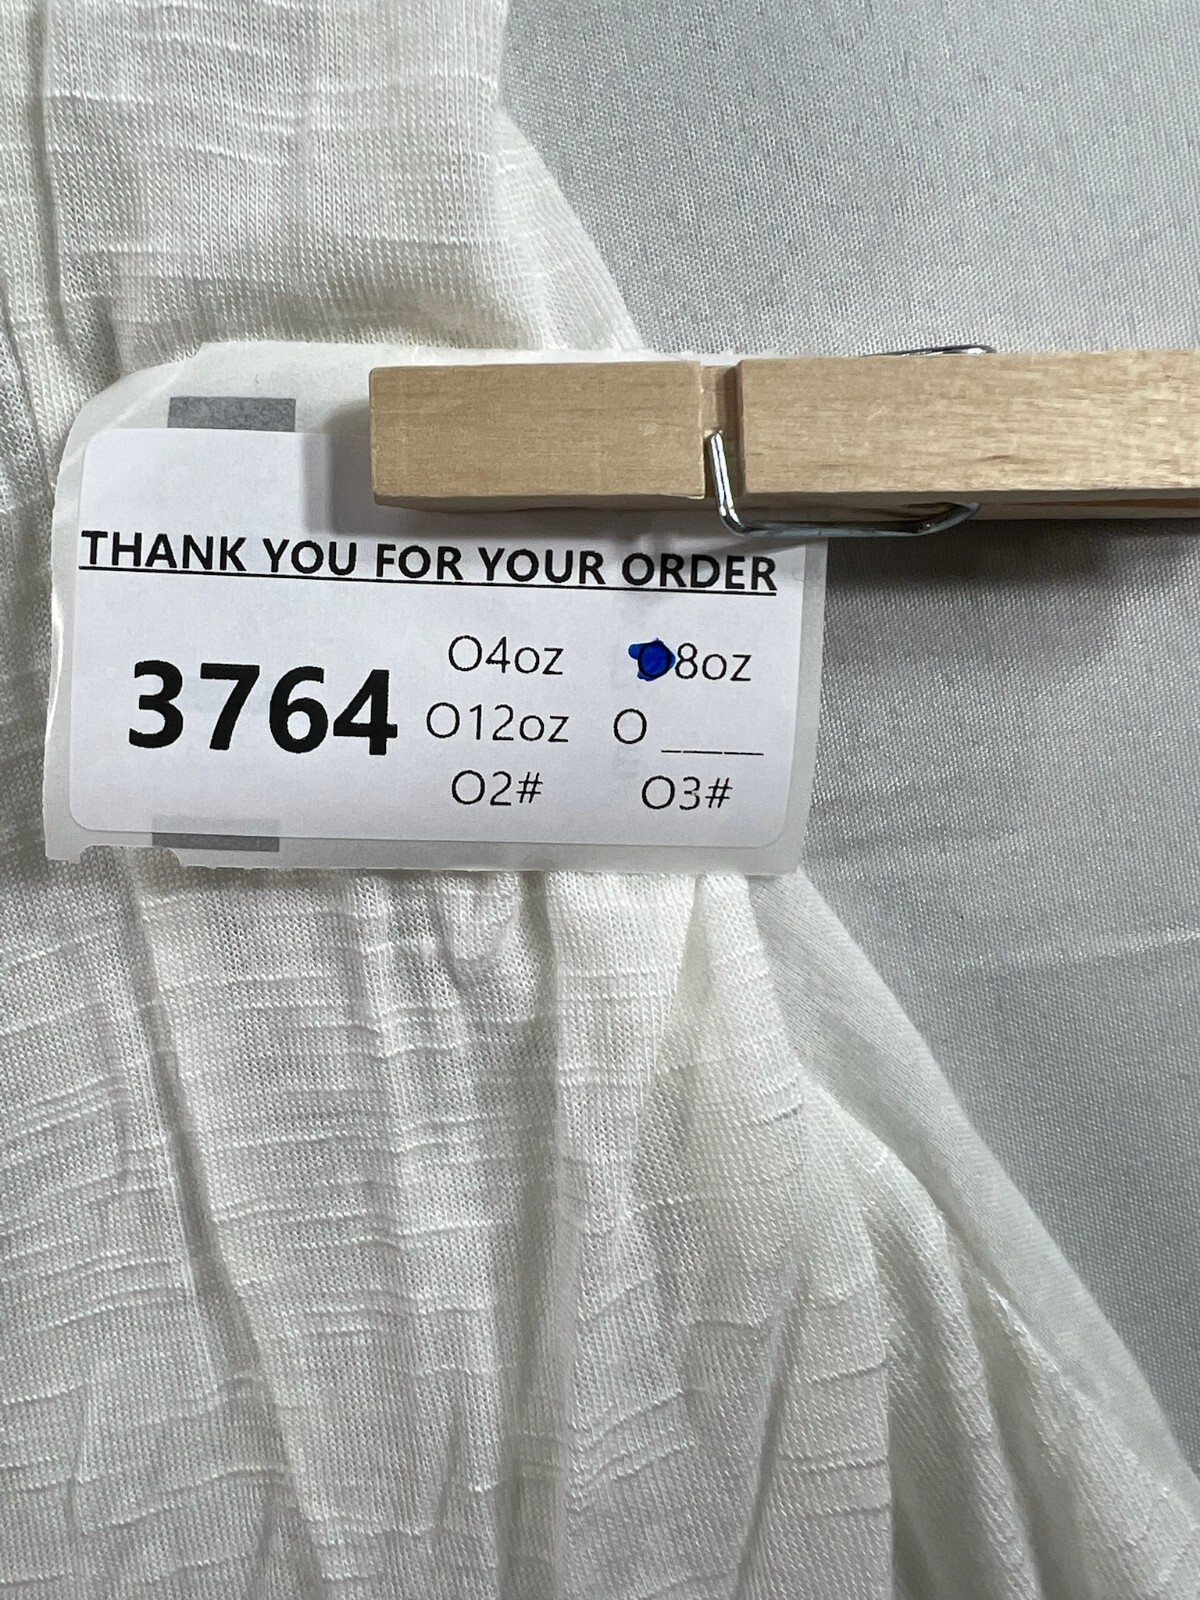 THANK YOU FOR YOUR ORDER
3764
O4oz O8oz
O12oz O ____
O2# O3#